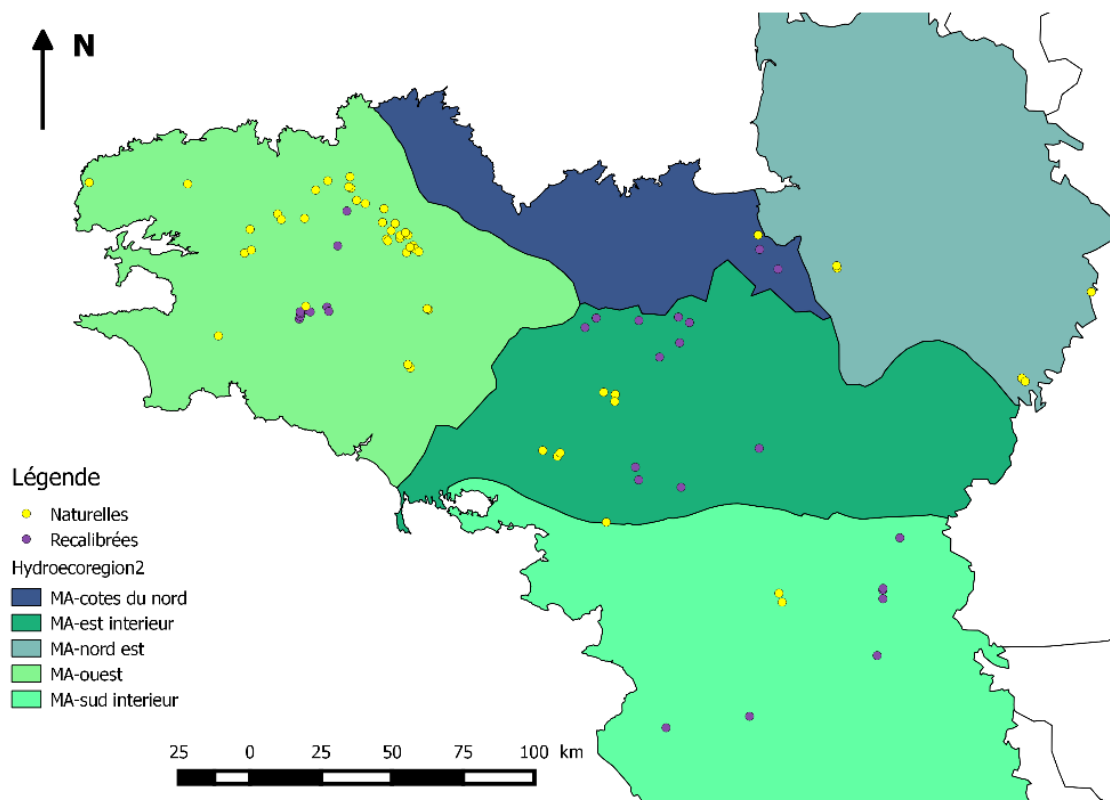 N
Légende
Naturelles
Recalibrées
Hydroecoregion2
MA-cotes du nord
MA-est interieur
MA-nord est
MA-ouest
MA-sud interieur
25 0 25 50 75 100 km